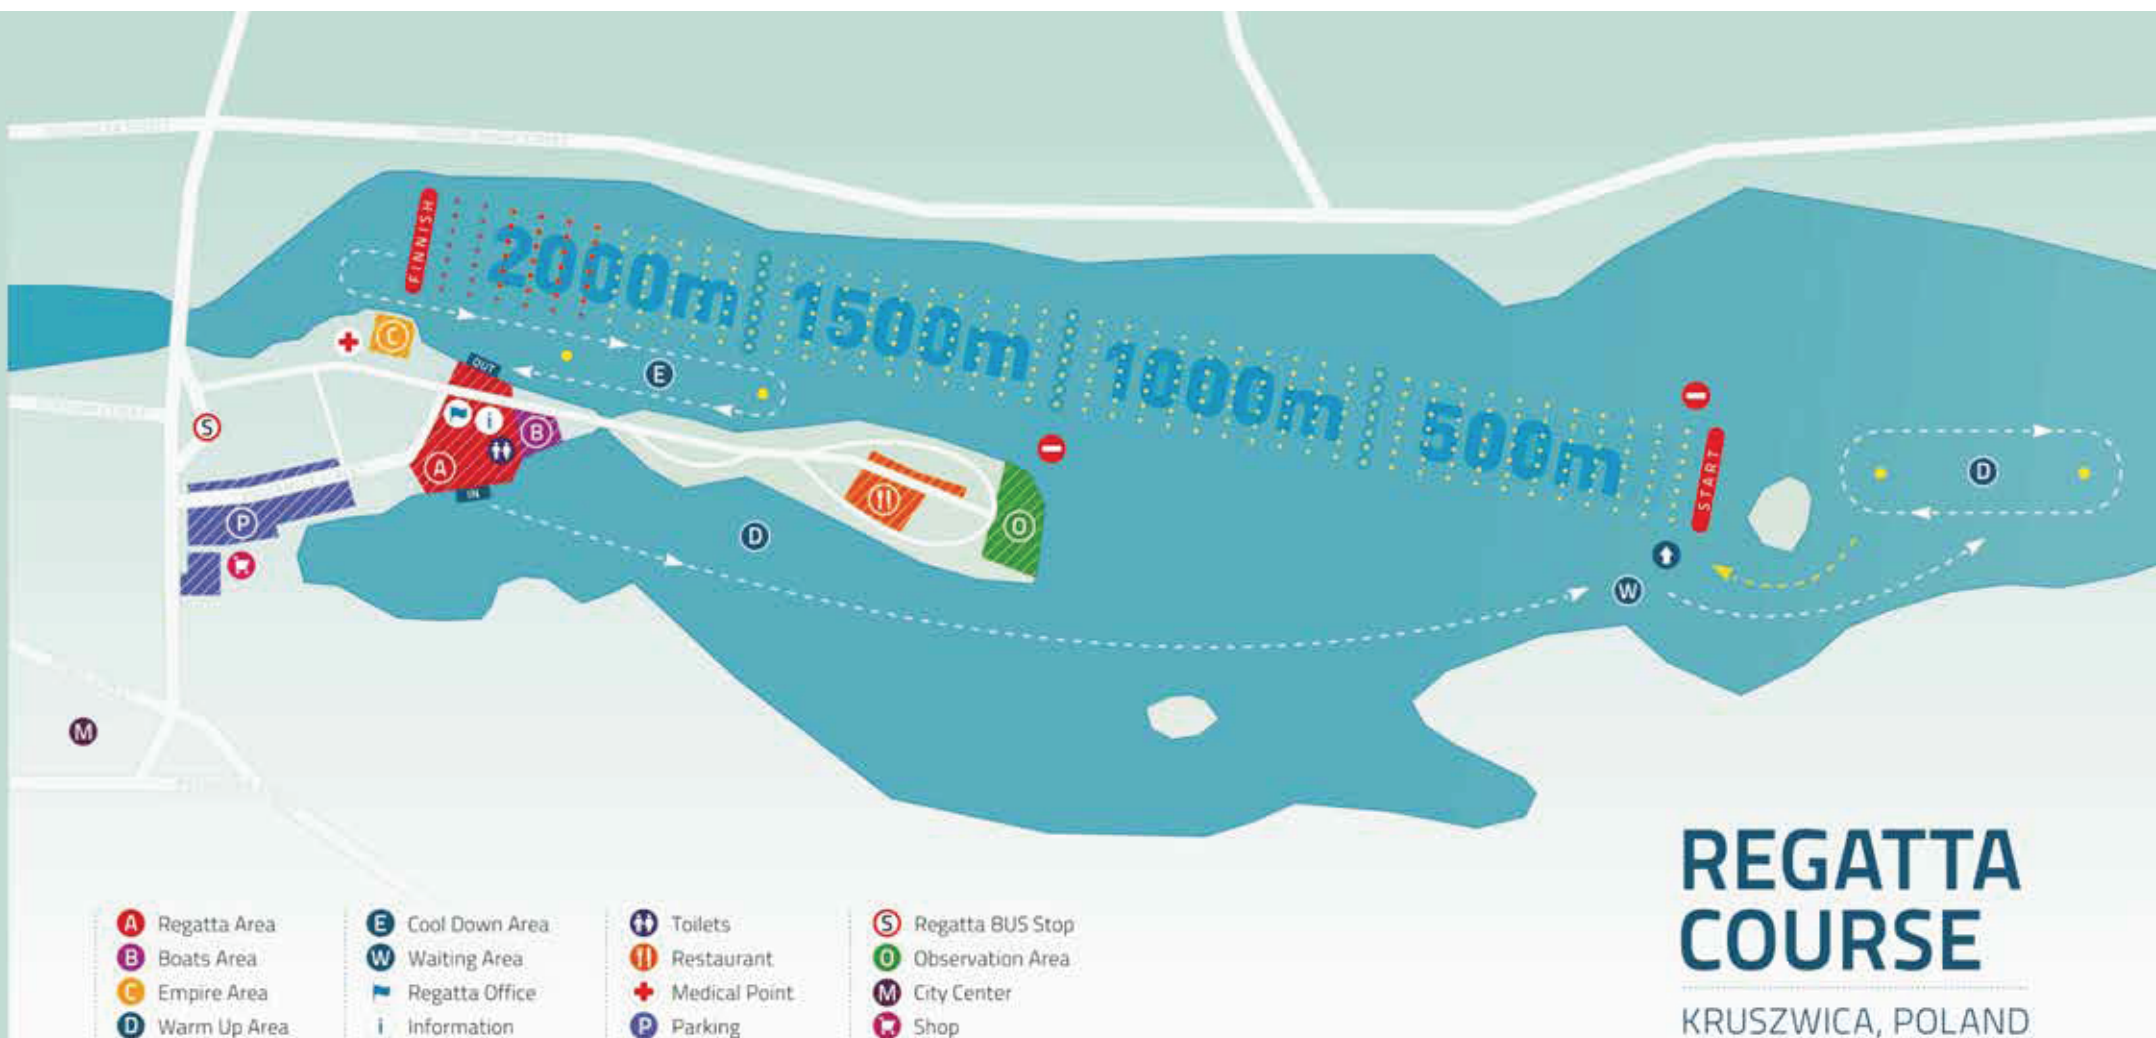 FINNISH
2000m
1500m
1000m
500m
START
C
OUT
E
S
i
B
A
IN
P
D
O
D
W
M
REGATTA
COURSE
KRUSZWICA, POLAND
A Regatta Area
B Boats Area
C Empire Area
D Warm Up Area
E Cool Down Area
W Waiting Area
Regatta Office
i Information
Toilets
Restaurant
Medical Point
P Parking
S Regatta BUS Stop
O Observation Area
M City Center
Shop